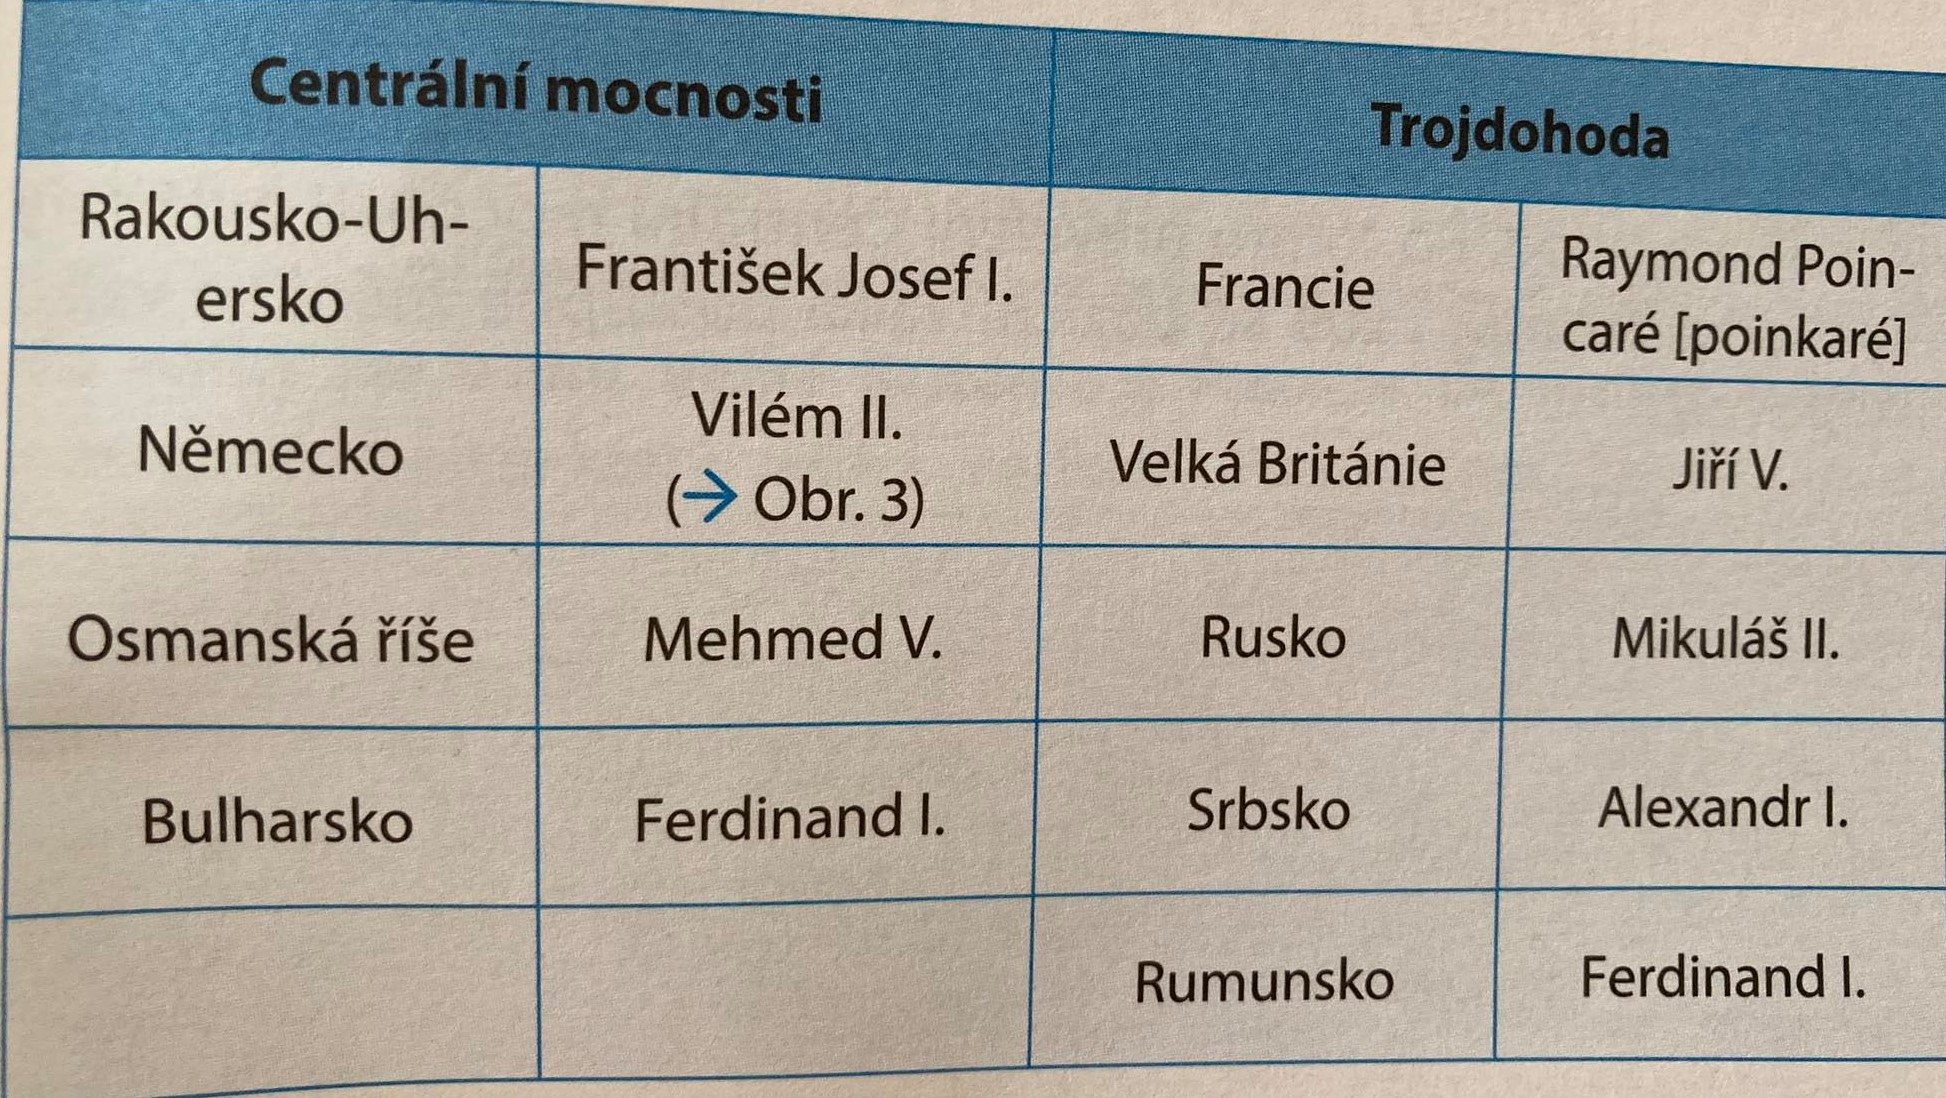 Centrální mocnosti
Trojdohoda
Rakousko-Uh-
ersko
František Josef I.
Francie
Raymond Poin-
caré [poinkaré]
Německo
Vilém II.
(→ Obr. 3)
Velká Británie
Jiří V.
Osmanská říše
Mehmed V.
Rusko
Mikuláš II.
Bulharsko
Ferdinand I.
Srbsko
Alexandr I.
Rumunsko
Ferdinand I.